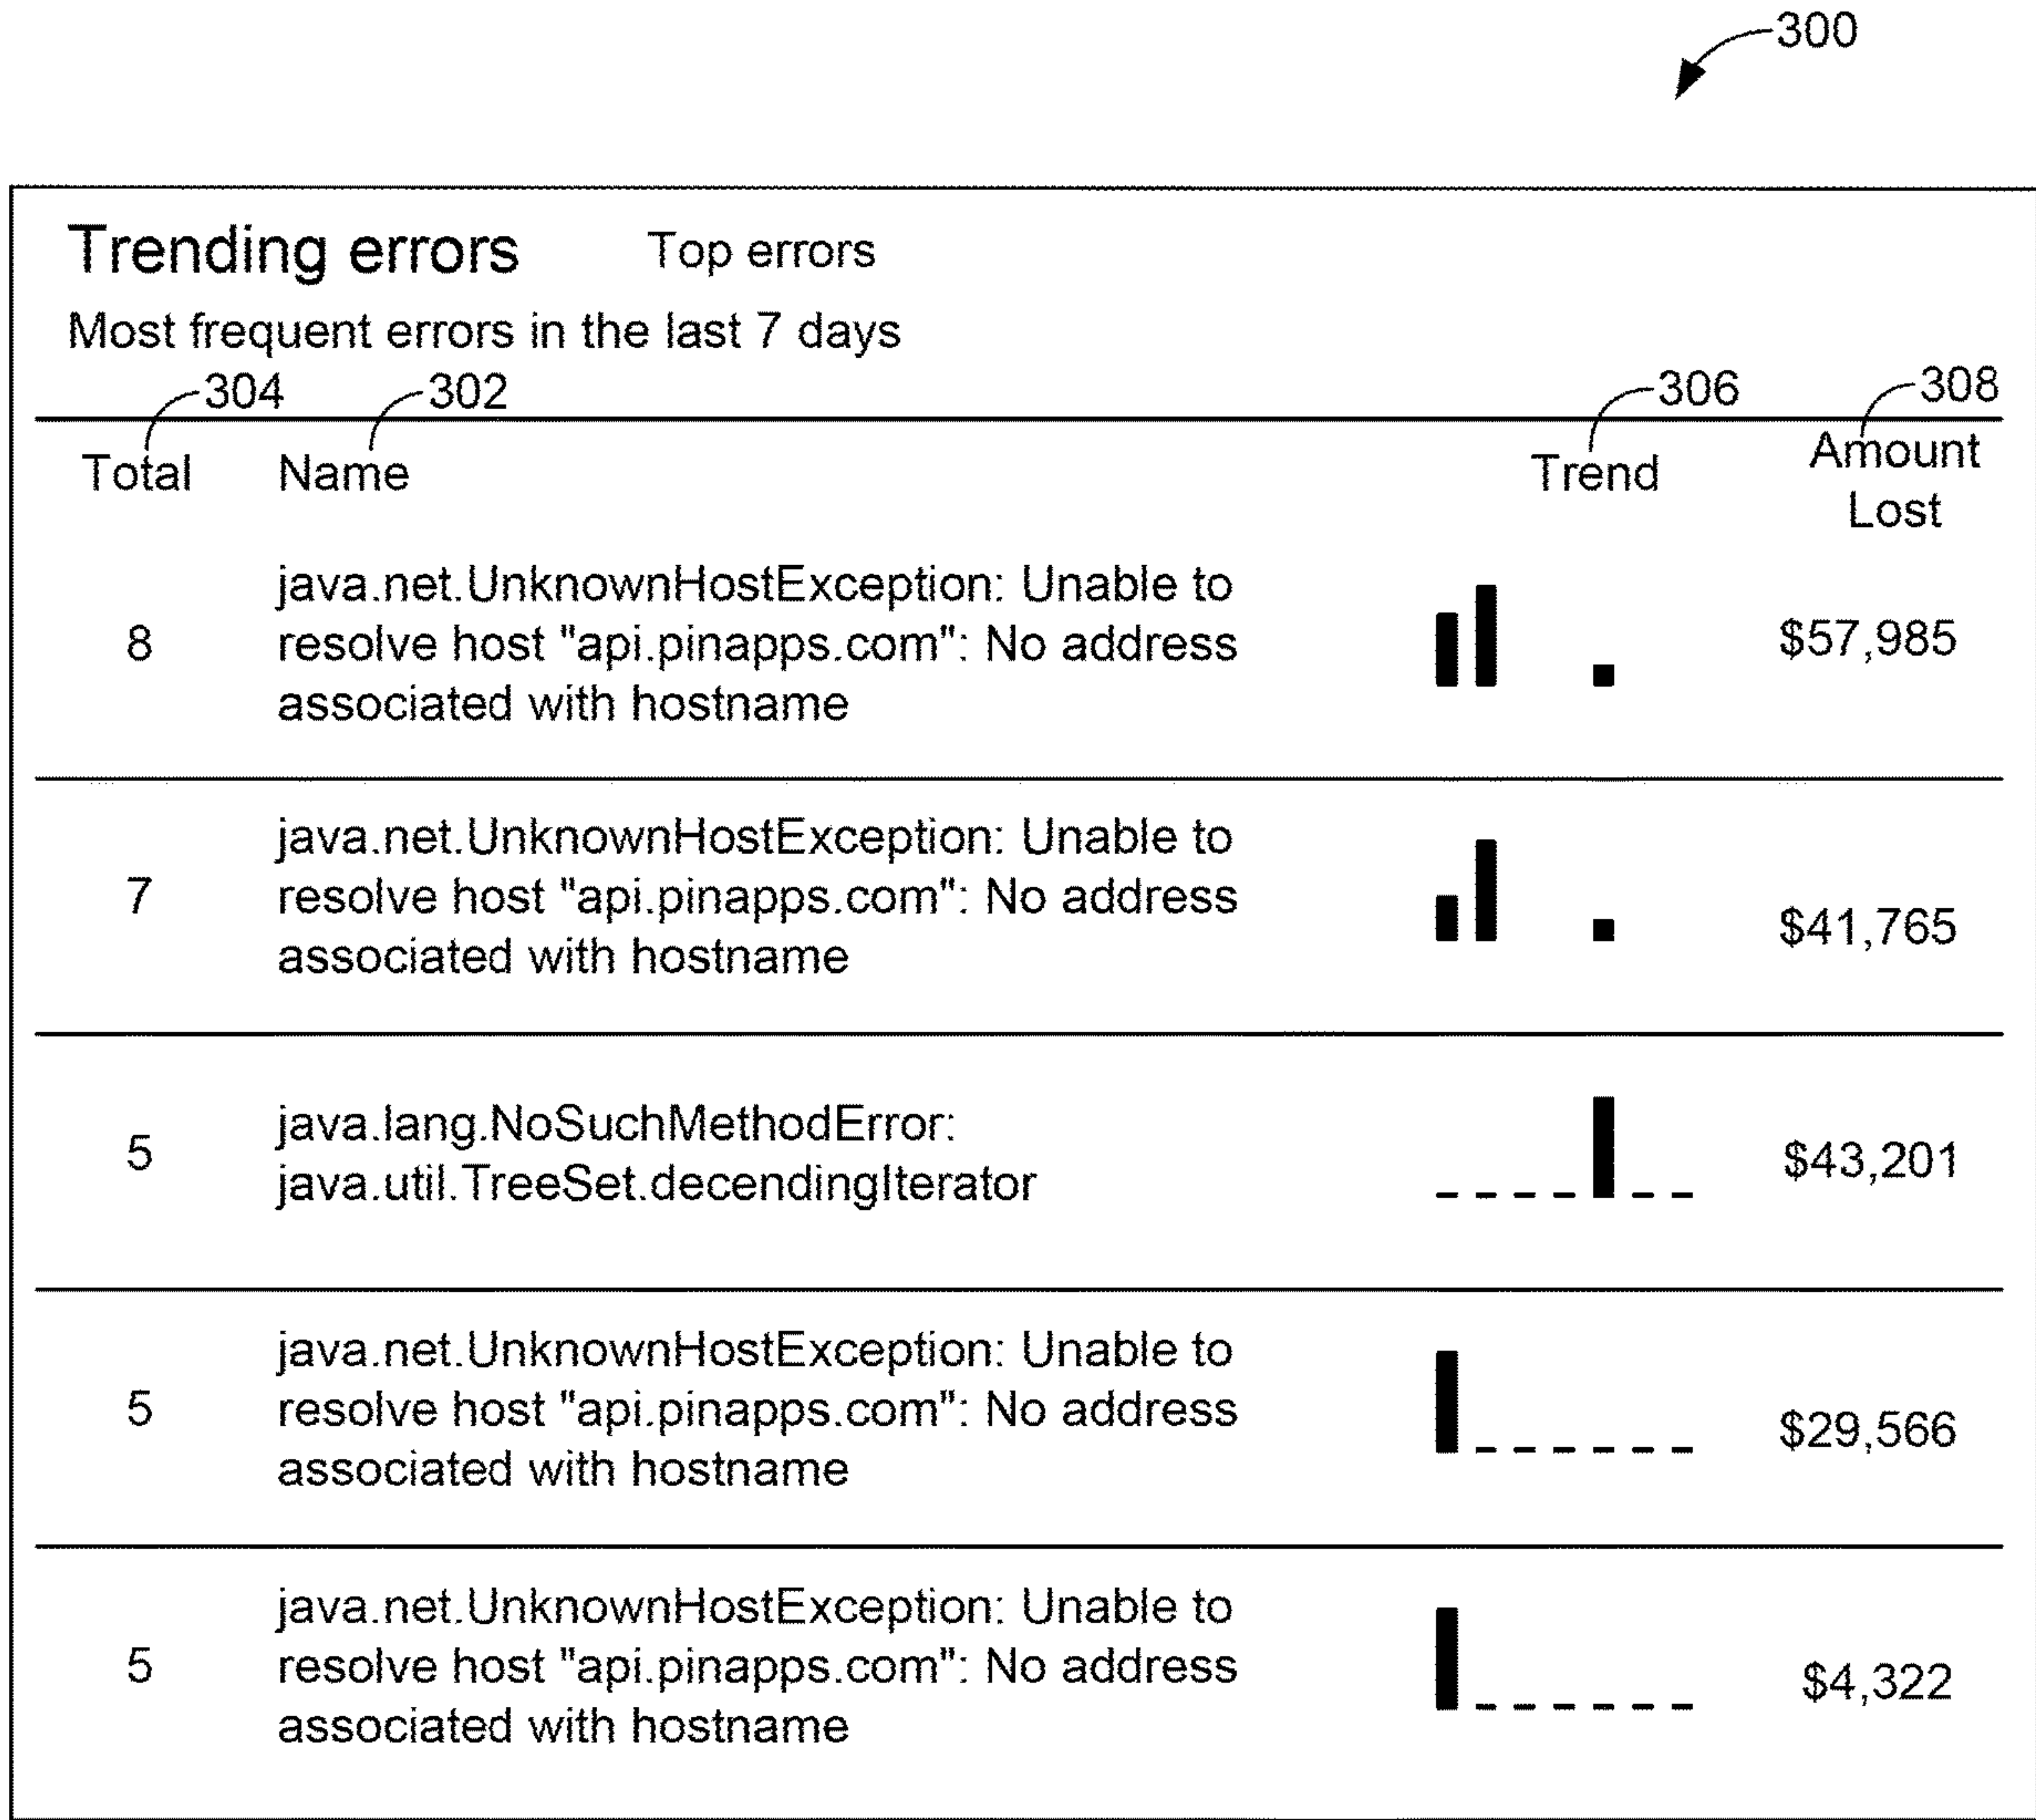 300
Trending errors Top errors
Most frequent errors in the last 7 days
304 302 306 308
Total Name Trend Amount
Lost
java.net.UnknownHostException: Unable to
8 resolve host "api.pinapps.com": No address $57,985
associated with hostname
java.net.UnknownHostException: Unable to
7 resolve host "api.pinapps.com": No address $41,765
associated with hostname
java.lang.NoSuchMethodError:
5 $43,201
java.util.TreeSet.decendingIterator
java.net.UnknownHostException: Unable to
5 resolve host "api.pinapps.com": No address $29,566
associated with hostname
java.net.UnknownHostException: Unable to
5 resolve host "api.pinapps.com": No address $4,322
associated with hostname